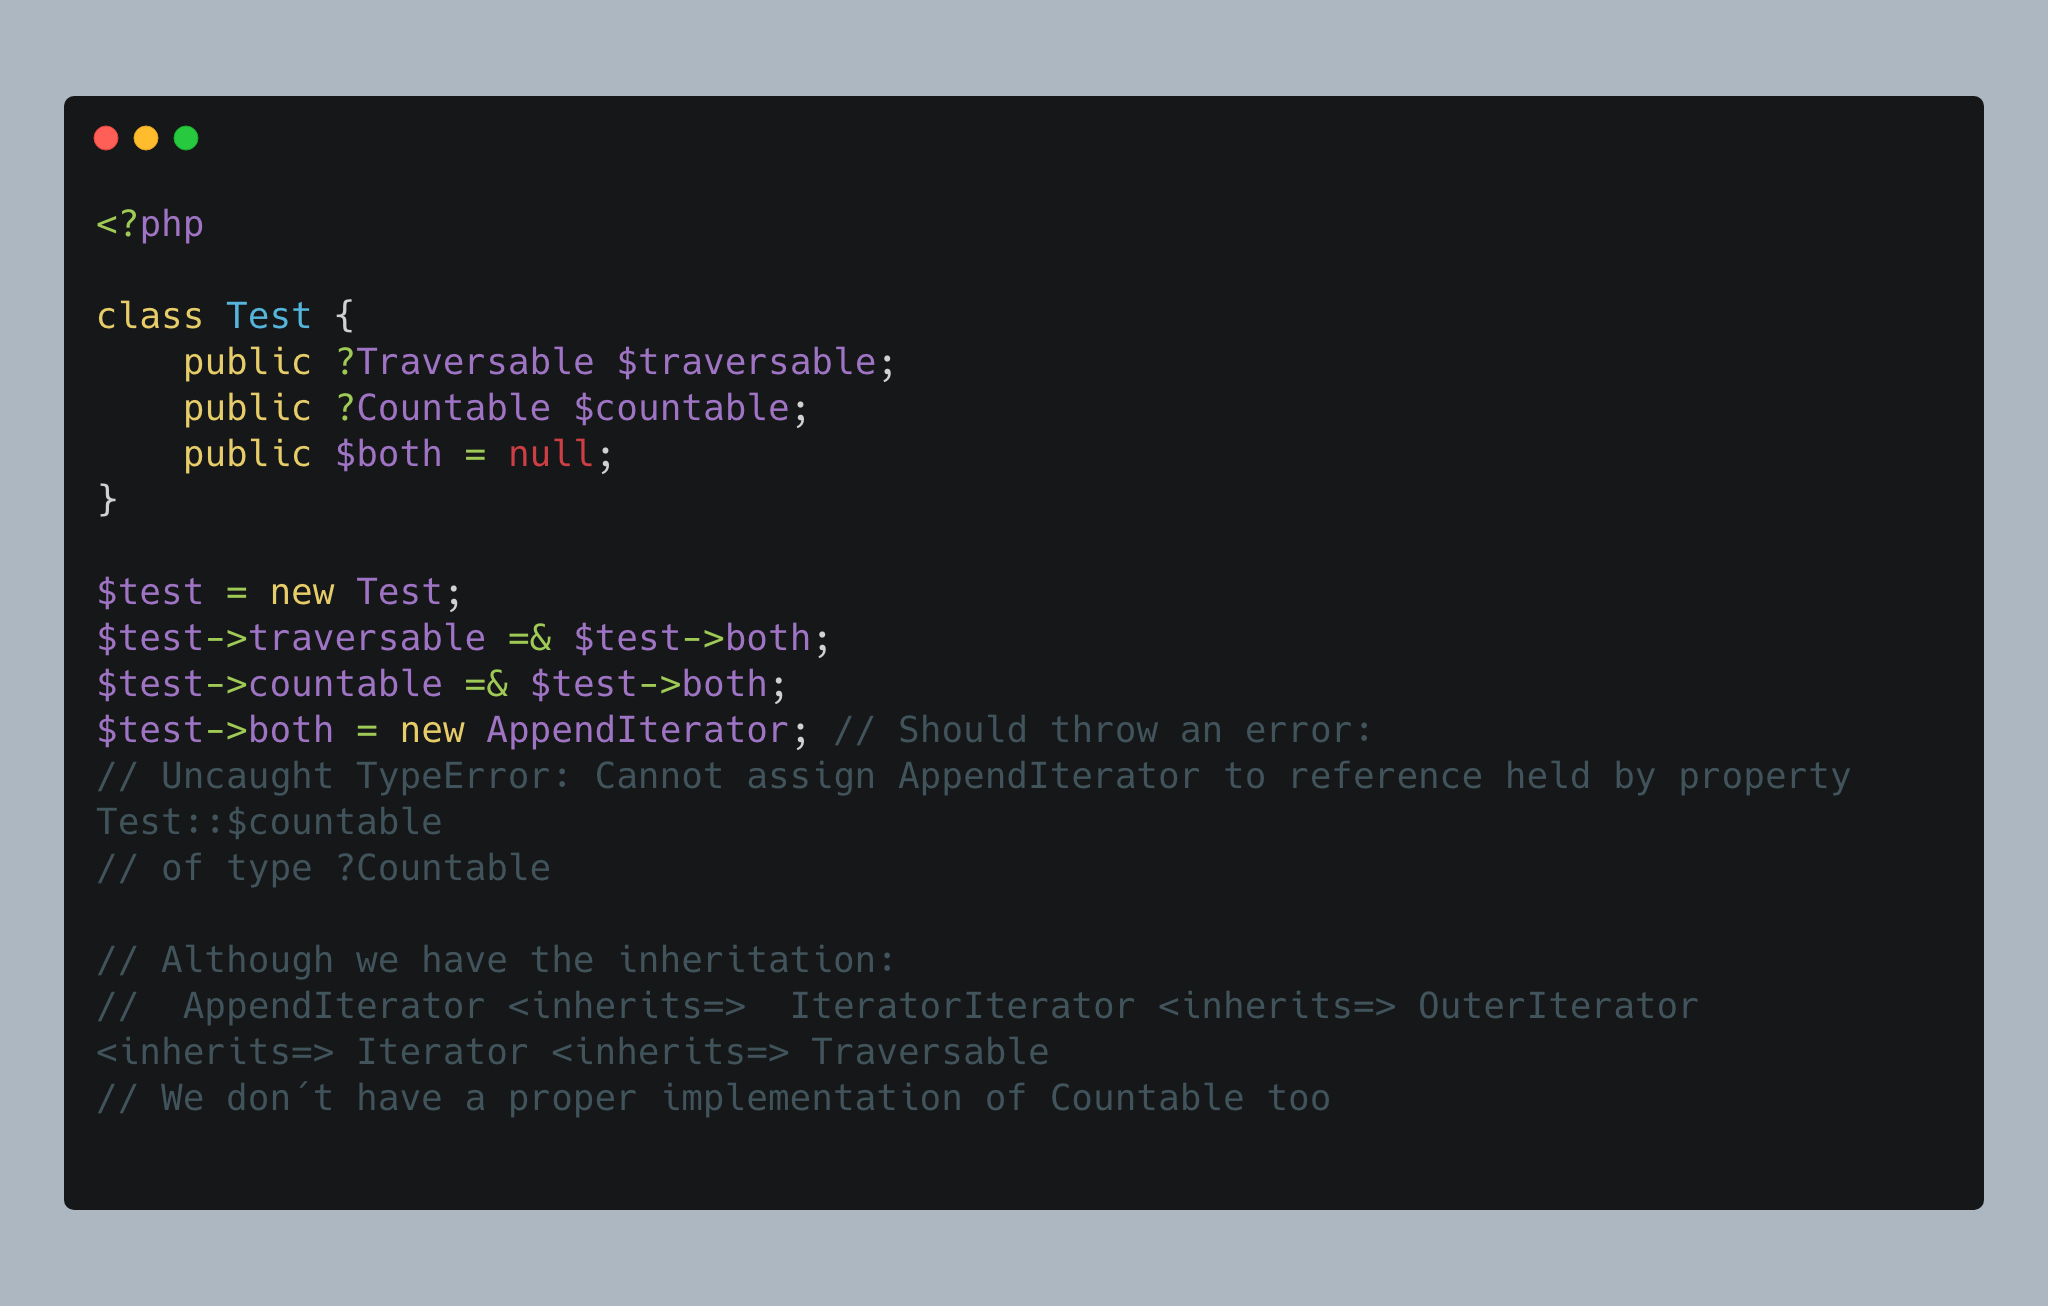 <?php
class Test {
    public ?Traversable $traversable;
    public ?Countable $countable;
    public $both = null;
}
$test = new Test;
$test->traversable =& $test->both;
$test->countable =& $test->both;
$test->both = new AppendIterator; // Should throw an error:
// Uncaught TypeError: Cannot assign AppendIterator to reference held by property
Test::$countable
// of type ?Countable
// Although we have the inheritation:
//  AppendIterator <inherits=>  IteratorIterator <inherits=> OuterIterator
<inherits=> Iterator <inherits=> Traversable
// We don´t have a proper implementation of Countable too